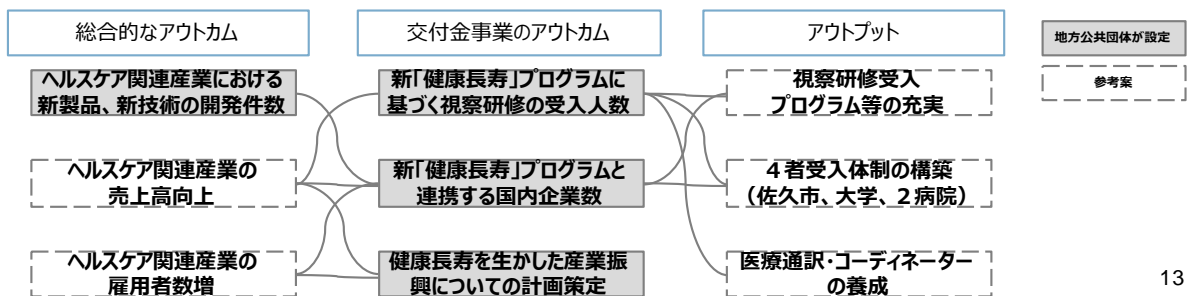 総合的なアウトカム
交付金事業のアウトカム
アウトプット
地方公共団体が設定
参考案
ヘルスケア関連産業における
新製品、新技術の開発件数
新「健康長寿」プログラムに
基づく視察研修の受入人数
視察研修受入
プログラム等の充実
ヘルスケア関連産業の
売上高向上
新「健康長寿」プログラムと
連携する国内企業数
４者受入体制の構築
（佐久市、大学、２病院）
ヘルスケア関連産業の
雇用者数増
健康長寿を生かした産業振
興についての計画策定
医療通訳・コーディネーター
の養成
13